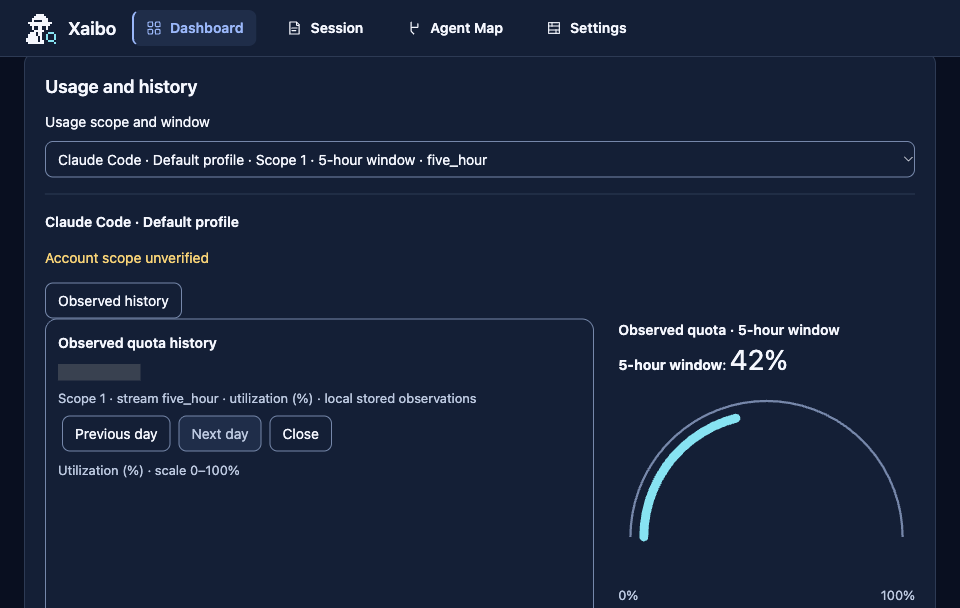 Xaibo
Dashboard
Session
Agent Map
Settings
Usage and history
Usage scope and window
Claude Code · Default profile · Scope 1 · 5-hour window · five_hour
Claude Code · Default profile
Account scope unverified
Observed history
Observed quota history
Scope 1 · stream five_hour · utilization (%) · local stored observations
Previous day
Next day
Close
Utilization (%) · scale 0–100%
Observed quota · 5-hour window
5-hour window: 42%
0%
100%